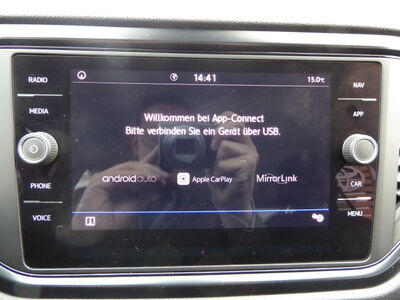 RADIO
14:41
15.0°C
NAV
MEDIA
APP
Willkommen bei App-Connect
Bitte verbinden Sie ein Gerät über USB.
PHONE
androidauto
Apple CarPlay
MirrorLink
CAR
VOICE
MENU